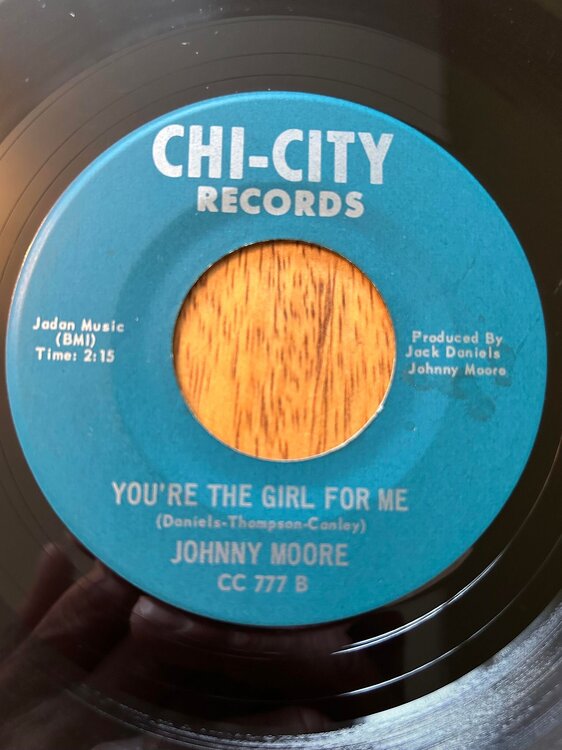 CHI-CITY
RECORDS
Jadan Music
(BMI)
Time: 2:15
Produced By
Jack Daniels
Johnny Moore
YOU'RE THE GIRL FOR ME
(Daniels-Thompson-Conley)
JOHNNY MOORE
CC 777 B